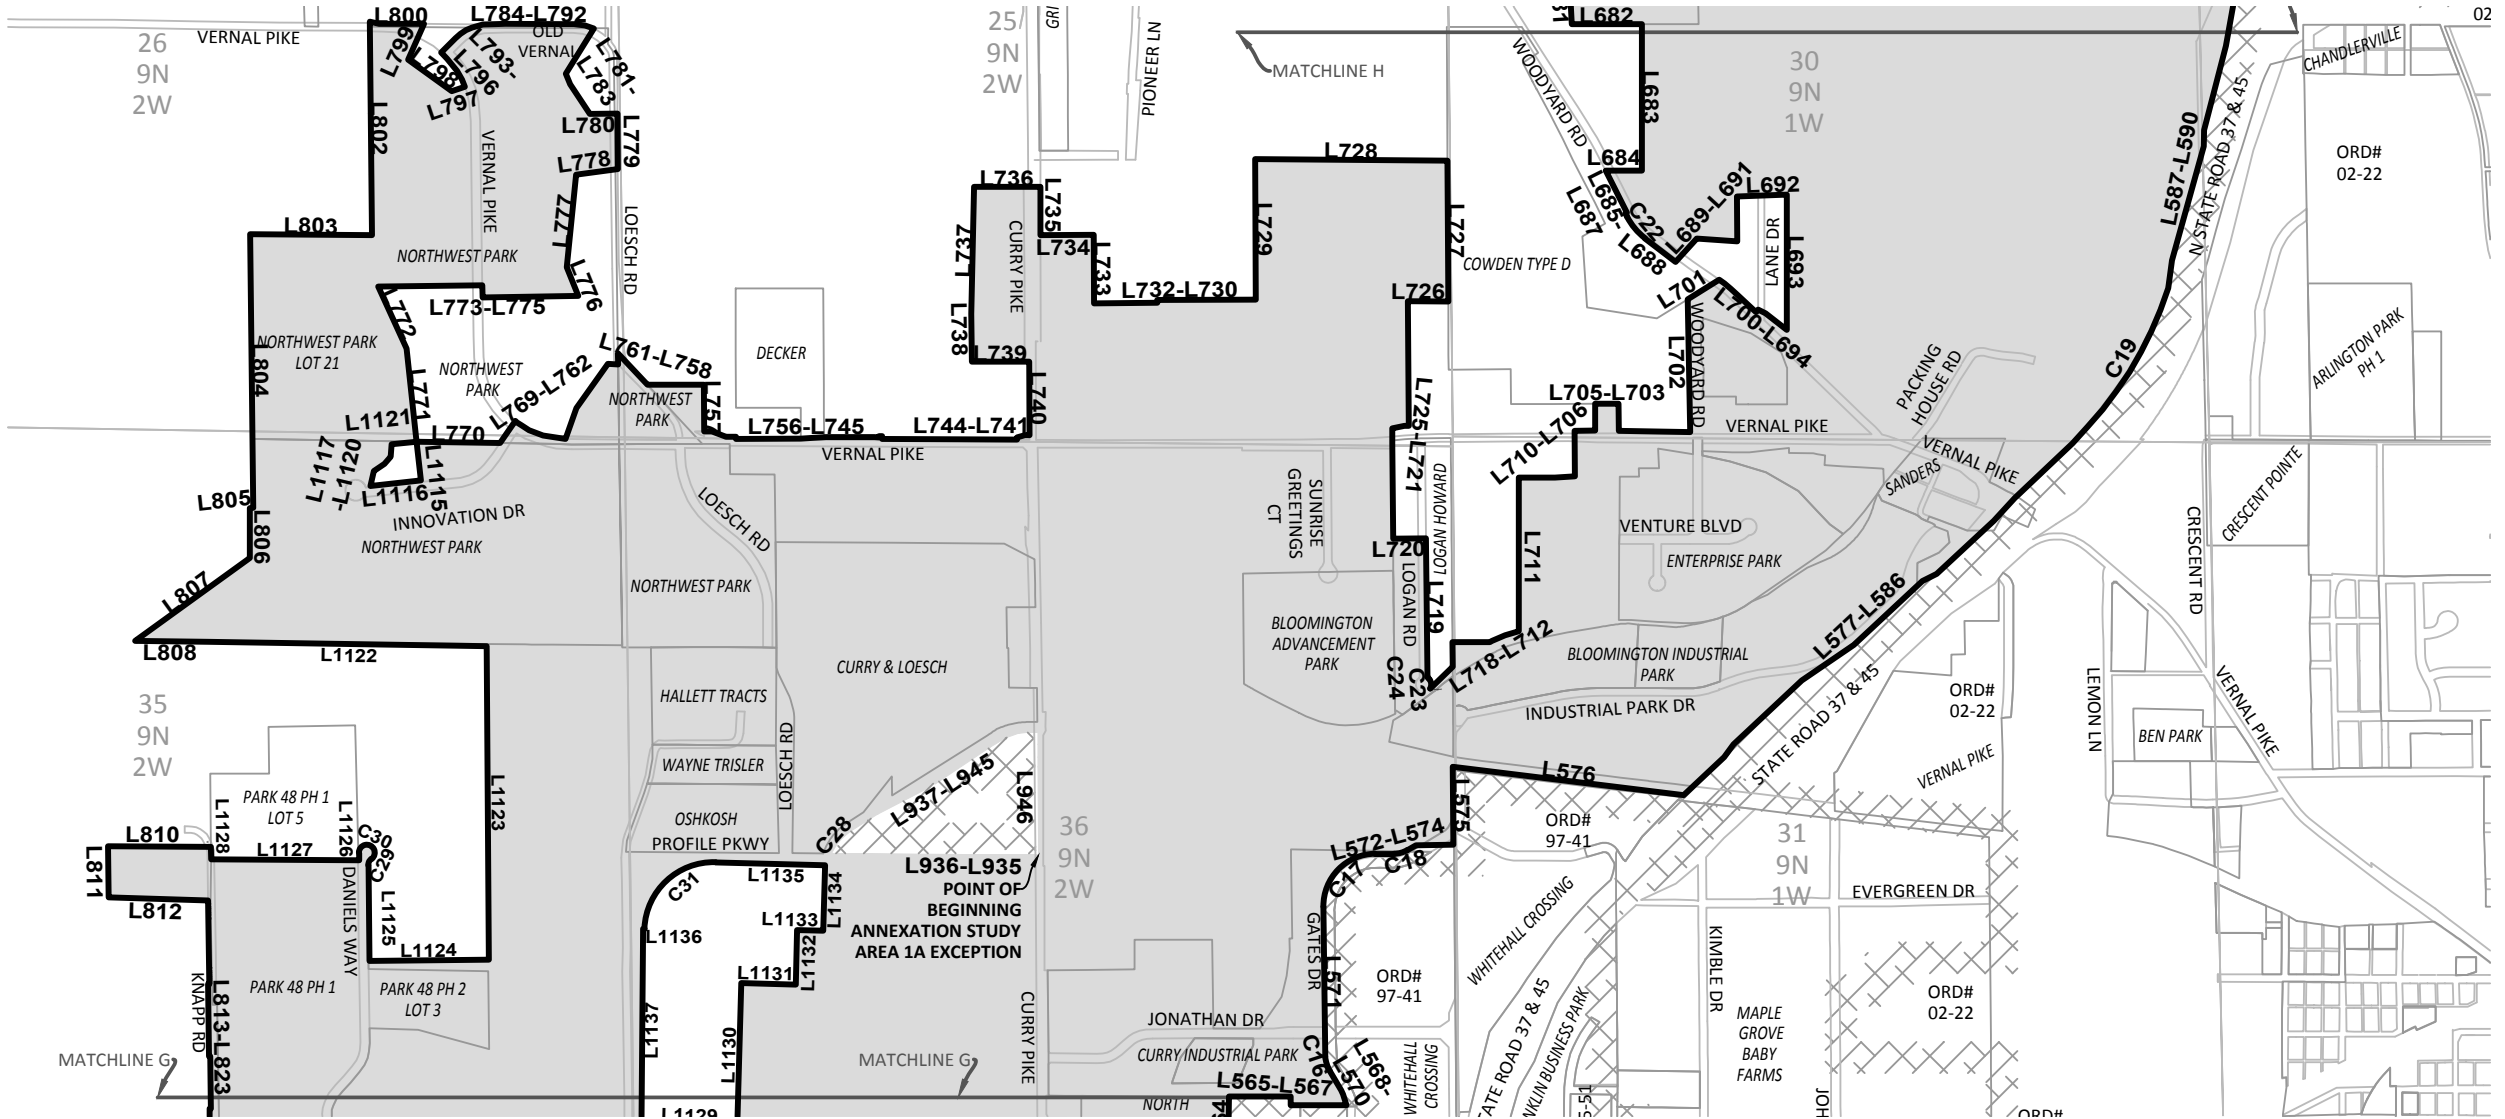 L800
L784-L792
OLD
VERNAL
VERNAL PIKE
26
9N
2W
L799
L798
L797
L793-
L796
L781-
L783
L780
L779
L778
L777
L776
L802
VERNAL PIKE
LOESCH RD
L803
NORTHWEST PARK
L773-L775
L772
NORTHWEST PARK
LOT 21
L804
L771
NORTHWEST
PARK
L769-L762
L761-L758
NORTHWEST
PARK
L757
DECKER
L1121
L770
L1117
-L1120
L1116
L1115
L805
L806
INNOVATION DR
NORTHWEST PARK
L807
L808
L1122
25
9N
2W
GRI
PIONEER LN
MATCHLINE H
L736
L735
L734
L733
L732-L730
L729
L728
L727
L726
L737
L738
L739
L740
CURRY PIKE
L756-L745
L744-L741
VERNAL PIKE
LOESCH RD
NORTHWEST PARK
SUNRISE
GREETINGS
CT
L725-L721
LOGAN HOWARD
L720
LOGAN RD
L719
C24
C23
L718-L712
BLOOMINGTON
ADVANCEMENT
PARK
CURRY & LOESCH
HALLETT TRACTS
WAYNE TRISLER
OSHKOSH
PROFILE PKWY
LOESCH RD
L682
L683
L684
L685-
L687
C22
L688
L689-L691
L692
L693
LANE DR
WOODYARD RD
COWDEN TYPE D
L701
L700-L694
L702
WOODYARD RD
L705-L703
L710-L706
L711
VERNAL PIKE
30
9N
1W
PACKING
HOUSE RD
VERNAL PIKE
SANDERS
VENTURE BLVD
ENTERPRISE PARK
BLOOMINGTON INDUSTRIAL
PARK
INDUSTRIAL PARK DR
L577-L586
STATE ROAD 37 & 45
L587-L590
N STATE ROAD 37 & 45
C19
CHANDLERVILLE
02
ORD#
02-22
ARLINGTON PARK
PH 1
CRESCENT POINTE
CRESCENT RD
LEMON LN
VERNAL PIKE
BEN PARK
ORD#
02-22
VERNAL PIKE
35
9N
2W
PARK 48 PH 1
LOT 5
L1128
L1127
L1126
C30
C29
L1125
L1124
L1123
L810
L811
L812
DANIELS WAY
KNAPP RD
L813-L823
PARK 48 PH 1
PARK 48 PH 2
LOT 3
MATCHLINE G
C31
L1135
L1134
L1133
L1132
L1131
L1130
L1129
L1136
L1137
C28
L937-L945
L946
L936-L935
POINT OF
BEGINNING
ANNEXATION STUDY
AREA 1A EXCEPTION
MATCHLINE G
36
9N
2W
CURRY PIKE
JONATHAN DR
CURRY INDUSTRIAL PARK
L565-L567
NORTH
64
L576
L575
L572-L574
C18
C17
GATES DR
L571
C16
L568-
L570
ORD#
97-41
ORD#
97-41
WHITEHALL CROSSING
WHITEHALL
CROSSING
ATE ROAD 37 & 45
NKLIN BUSINESS PARK
31
9N
1W
EVERGREEN DR
KIMBLE DR
MAPLE
GROVE
BABY
FARMS
ORD#
02-22
JOH
ORD#